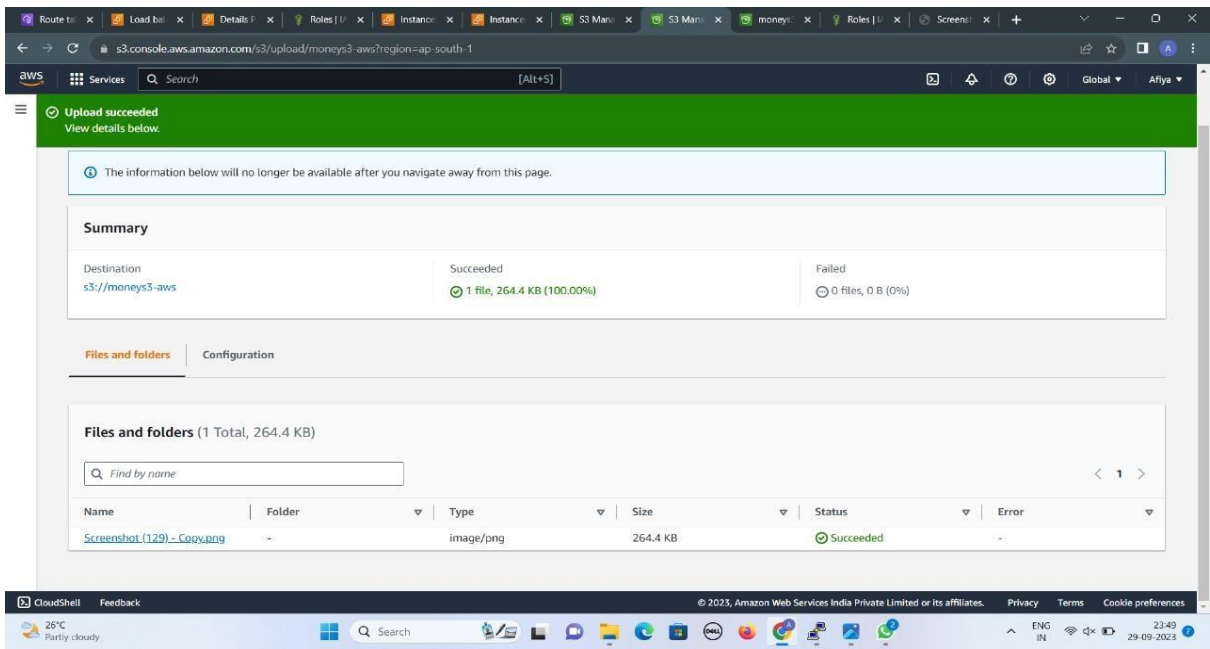 Route tal
Load bal
Details F
Roles | I/
Instance
Instance
S3 Mana
S3 Mana
moneys3
Roles | I
Screensh
s3.console.aws.amazon.com/s3/upload/moneys3-aws?region=ap-south-1
aws Services Search [Alt+S] Global Afiya
Upload succeeded
View details below.
The information below will no longer be available after you navigate away from this page.
Summary
Destination Succeeded Failed
s3://moneys3-aws 1 file, 264.4 KB (100.00%) 0 files, 0 B (0%)
Files and folders Configuration
Files and folders (1 Total, 264.4 KB)
Find by name 1
Name Folder Type Size Status Error
Screenshot (129) - Copy.png - image/png 264.4 KB Succeeded -
CloudShell Feedback © 2023, Amazon Web Services India Private Limited or its affiliates. Privacy Terms Cookie preferences
26°C
Partly cloudy
Search
ENG
IN
23:49
29-09-2023